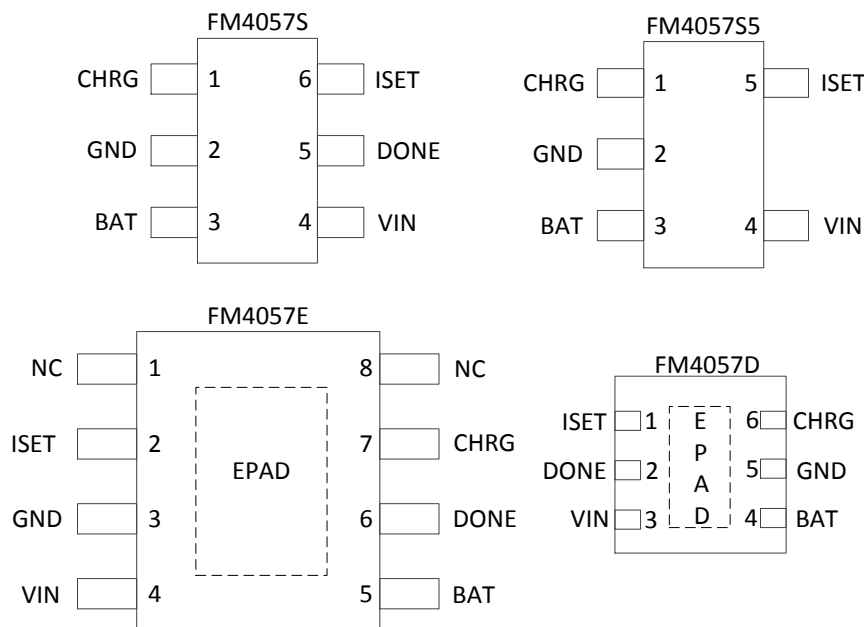 FM4057S
CHRG 1 6 ISET
GND 2 5 DONE
BAT 3 4 VIN
FM4057S5
CHRG 1 5 ISET
GND 2
BAT 3 4 VIN
FM4057E
NC 1 8 NC
ISET 2 7 CHRG
EPAD
GND 3 6 DONE
VIN 4 5 BAT
FM4057D
ISET 1 E 6 CHRG
DONE 2 P 5 GND
A
VIN 3 D 4 BAT